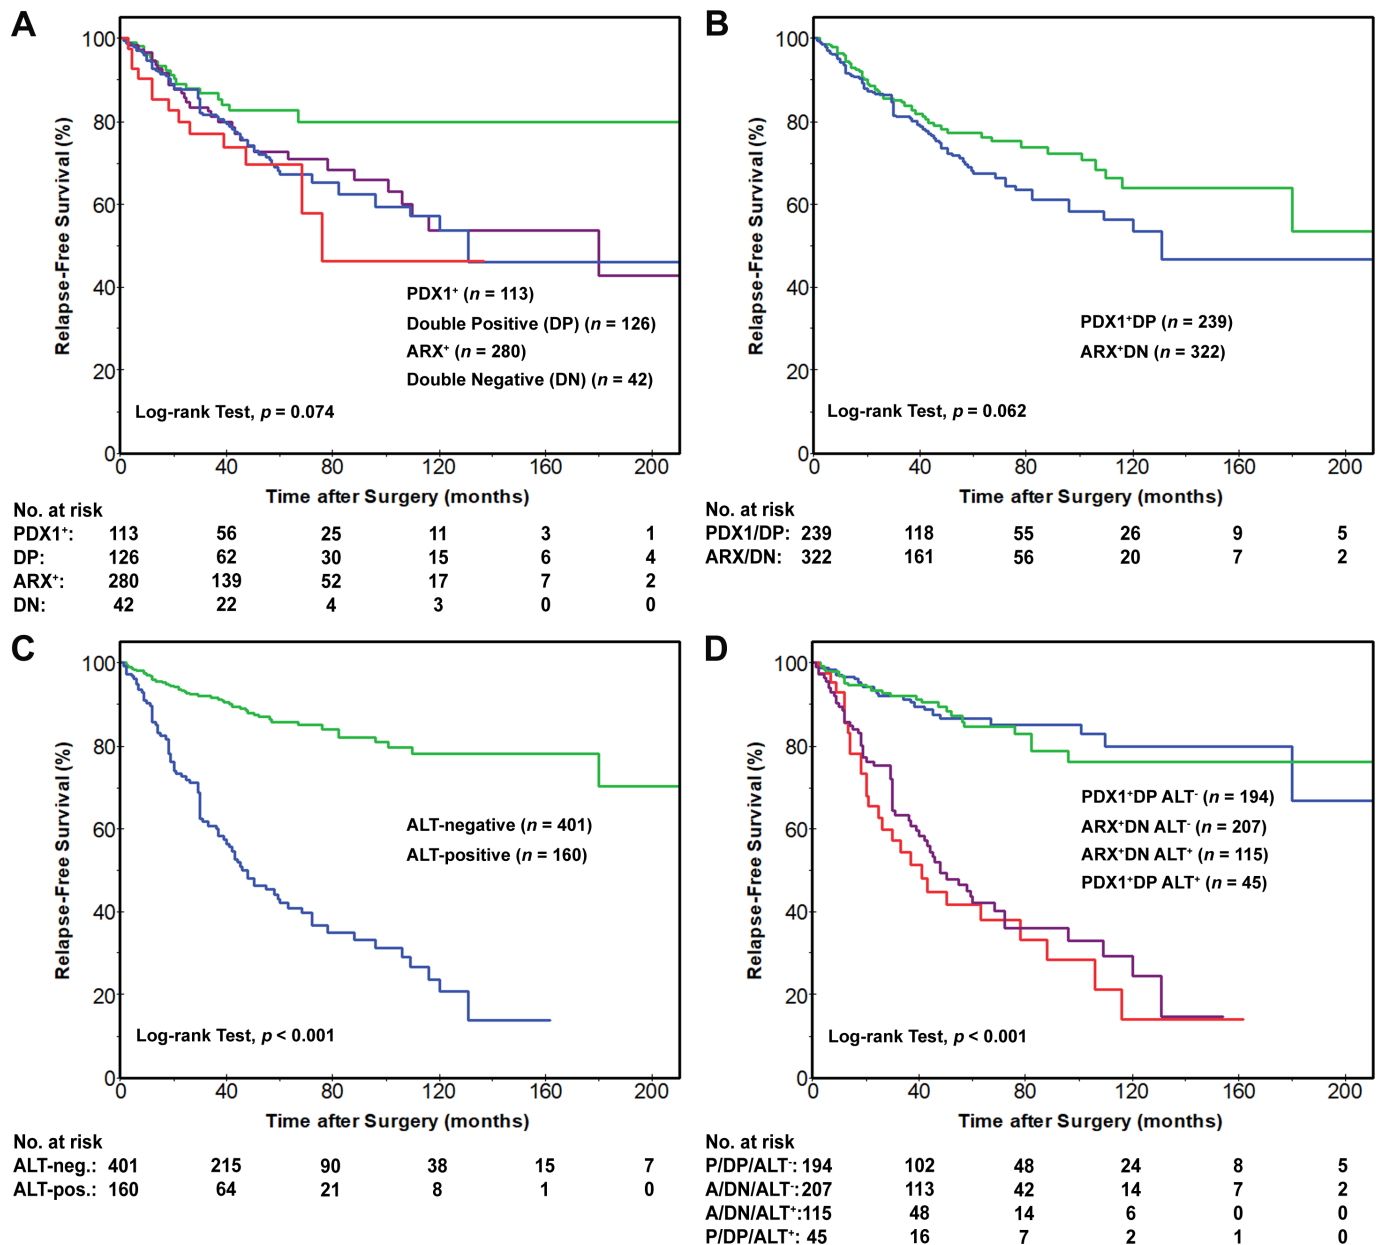 A
Relapse-Free Survival (%)
100
80
60
40
20
0
PDX1⁺ (n = 113)
Double Positive (DP) (n = 126)
ARX⁺ (n = 280)
Double Negative (DN) (n = 42)
Log-rank Test, p = 0.074
0 40 80 120 160 200
Time after Surgery (months)
No. at risk
PDX1⁺: 113 56 25 11 3 1
DP: 126 62 30 15 6 4
ARX⁺: 280 139 52 17 7 2
DN: 42 22 4 3 0 0
B
Relapse-Free Survival (%)
100
80
60
40
20
0
PDX1⁺DP (n = 239)
ARX⁺DN (n = 322)
Log-rank Test, p = 0.062
0 40 80 120 160 200
Time after Surgery (months)
No. at risk
PDX1/DP: 239 118 55 26 9 5
ARX/DN: 322 161 56 20 7 2
C
Relapse-Free Survival (%)
100
80
60
40
20
0
ALT-negative (n = 401)
ALT-positive (n = 160)
Log-rank Test, p < 0.001
0 40 80 120 160 200
Time after Surgery (months)
No. at risk
ALT-neg.: 401 215 90 38 15 7
ALT-pos.: 160 64 21 8 1 0
D
Relapse-Free Survival (%)
100
80
60
40
20
0
PDX1⁺DP ALT⁻ (n = 194)
ARX⁺DN ALT⁻ (n = 207)
ARX⁺DN ALT⁺ (n = 115)
PDX1⁺DP ALT⁺ (n = 45)
Log-rank Test, p < 0.001
0 40 80 120 160 200
Time after Surgery (months)
No. at risk
P/DP/ALT⁻: 194 102 48 24 8 5
A/DN/ALT⁻: 207 113 42 14 7 2
A/DN/ALT⁺: 115 48 14 6 0 0
P/DP/ALT⁺: 45 16 7 2 1 0